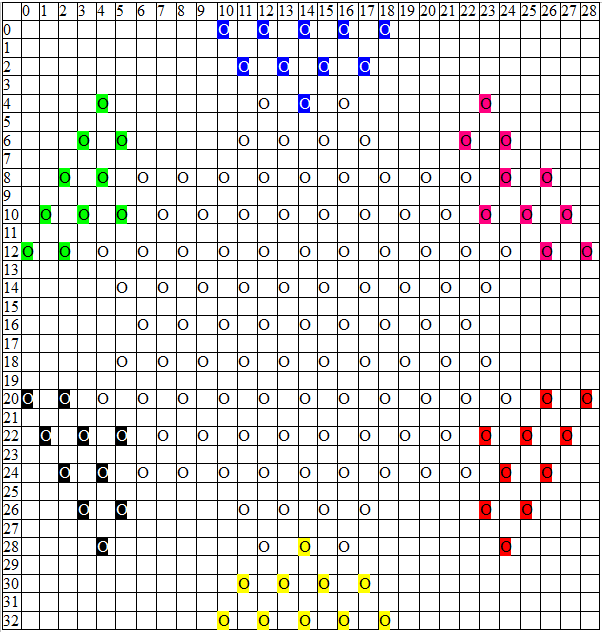 0 1 2 3 4 5 6 7 8 9 10 11 12 13 14 15 16 17 18 19 20 21 22 23 24 25 26 27 28
0 O O O O O
1
2 O O O O
3
4 O O O O O
5
6 O O O O O O O O
7
8 O O O O O O O O O O O O O
9
10 O O O O O O O O O O O O O O
11
12 O O O O O O O O O O O O O O O
13
14 O O O O O O O O O O
15
16 O O O O O O O O O
17
18 O O O O O O O O O O
19
20 O O O O O O O O O O O O O O O
21
22 O O O O O O O O O O O O O O
23
24 O O O O O O O O O O O O O
25
26 O O O O O O O O
27
28 O O O O O
29
30 O O O O
31
32 O O O O O